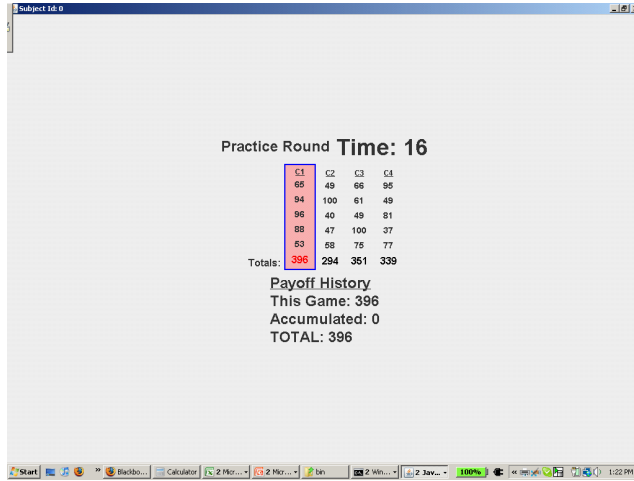 Subject Id: 0
Practice Round Time: 16
C1 C2 C3 C4
65 49 66 95
94 100 61 49
96 40 49 81
88 47 100 37
53 58 75 77
Totals: 396 294 351 339
Payoff History
This Game: 396
Accumulated: 0
TOTAL: 396
Start » Blackbo... Calculator 2 Micr... 2 Micr... bin 2 Win... 2 Jav... 100% « 1:22 PM